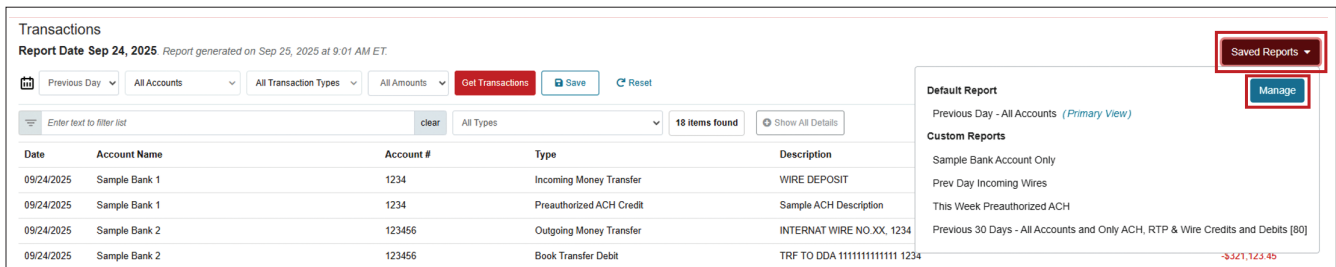 Transactions
Report Date Sep 24, 2025. Report generated on Sep 25, 2025 at 9:01 AM ET.
Saved Reports
Previous Day All Accounts All Transaction Types All Amounts Get Transactions Save Reset
Manage
Default Report
Previous Day - All Accounts (Primary View)
Custom Reports
Sample Bank Account Only
Prev Day Incoming Wires
This Week Preauthorized ACH
Previous 30 Days - All Accounts and Only ACH, RTP & Wire Credits and Debits [80]
Enter text to filter list clear All Types 18 items found Show All Details
Date Account Name Account # Type Description
09/24/2025 Sample Bank 1 1234 Incoming Money Transfer WIRE DEPOSIT
09/24/2025 Sample Bank 1 1234 Preauthorized ACH Credit Sample ACH Description
09/24/2025 Sample Bank 2 123456 Outgoing Money Transfer INTERNAT WIRE NO.XX, 1234
09/24/2025 Sample Bank 2 123456 Book Transfer Debit TRF TO DDA 1111111111111 1234 -$321,123.45